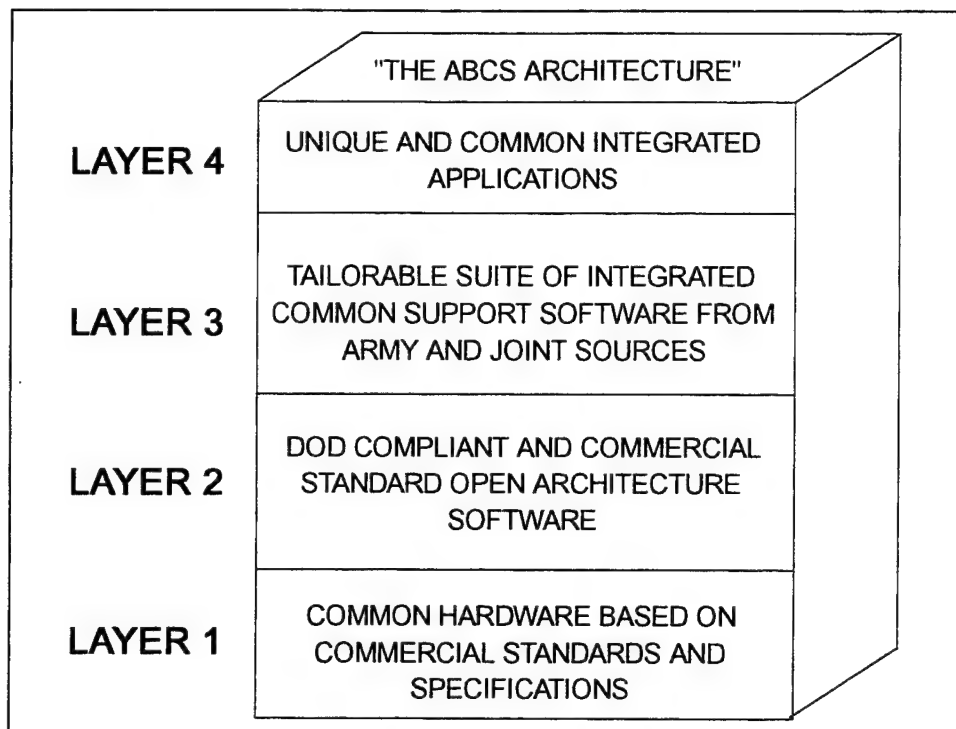 "THE ABCS ARCHITECTURE"
LAYER 4
UNIQUE AND COMMON INTEGRATED
APPLICATIONS
LAYER 3
TAILORABLE SUITE OF INTEGRATED
COMMON SUPPORT SOFTWARE FROM
ARMY AND JOINT SOURCES
LAYER 2
DOD COMPLIANT AND COMMERCIAL
STANDARD OPEN ARCHITECTURE
SOFTWARE
LAYER 1
COMMON HARDWARE BASED ON
COMMERCIAL STANDARDS AND
SPECIFICATIONS